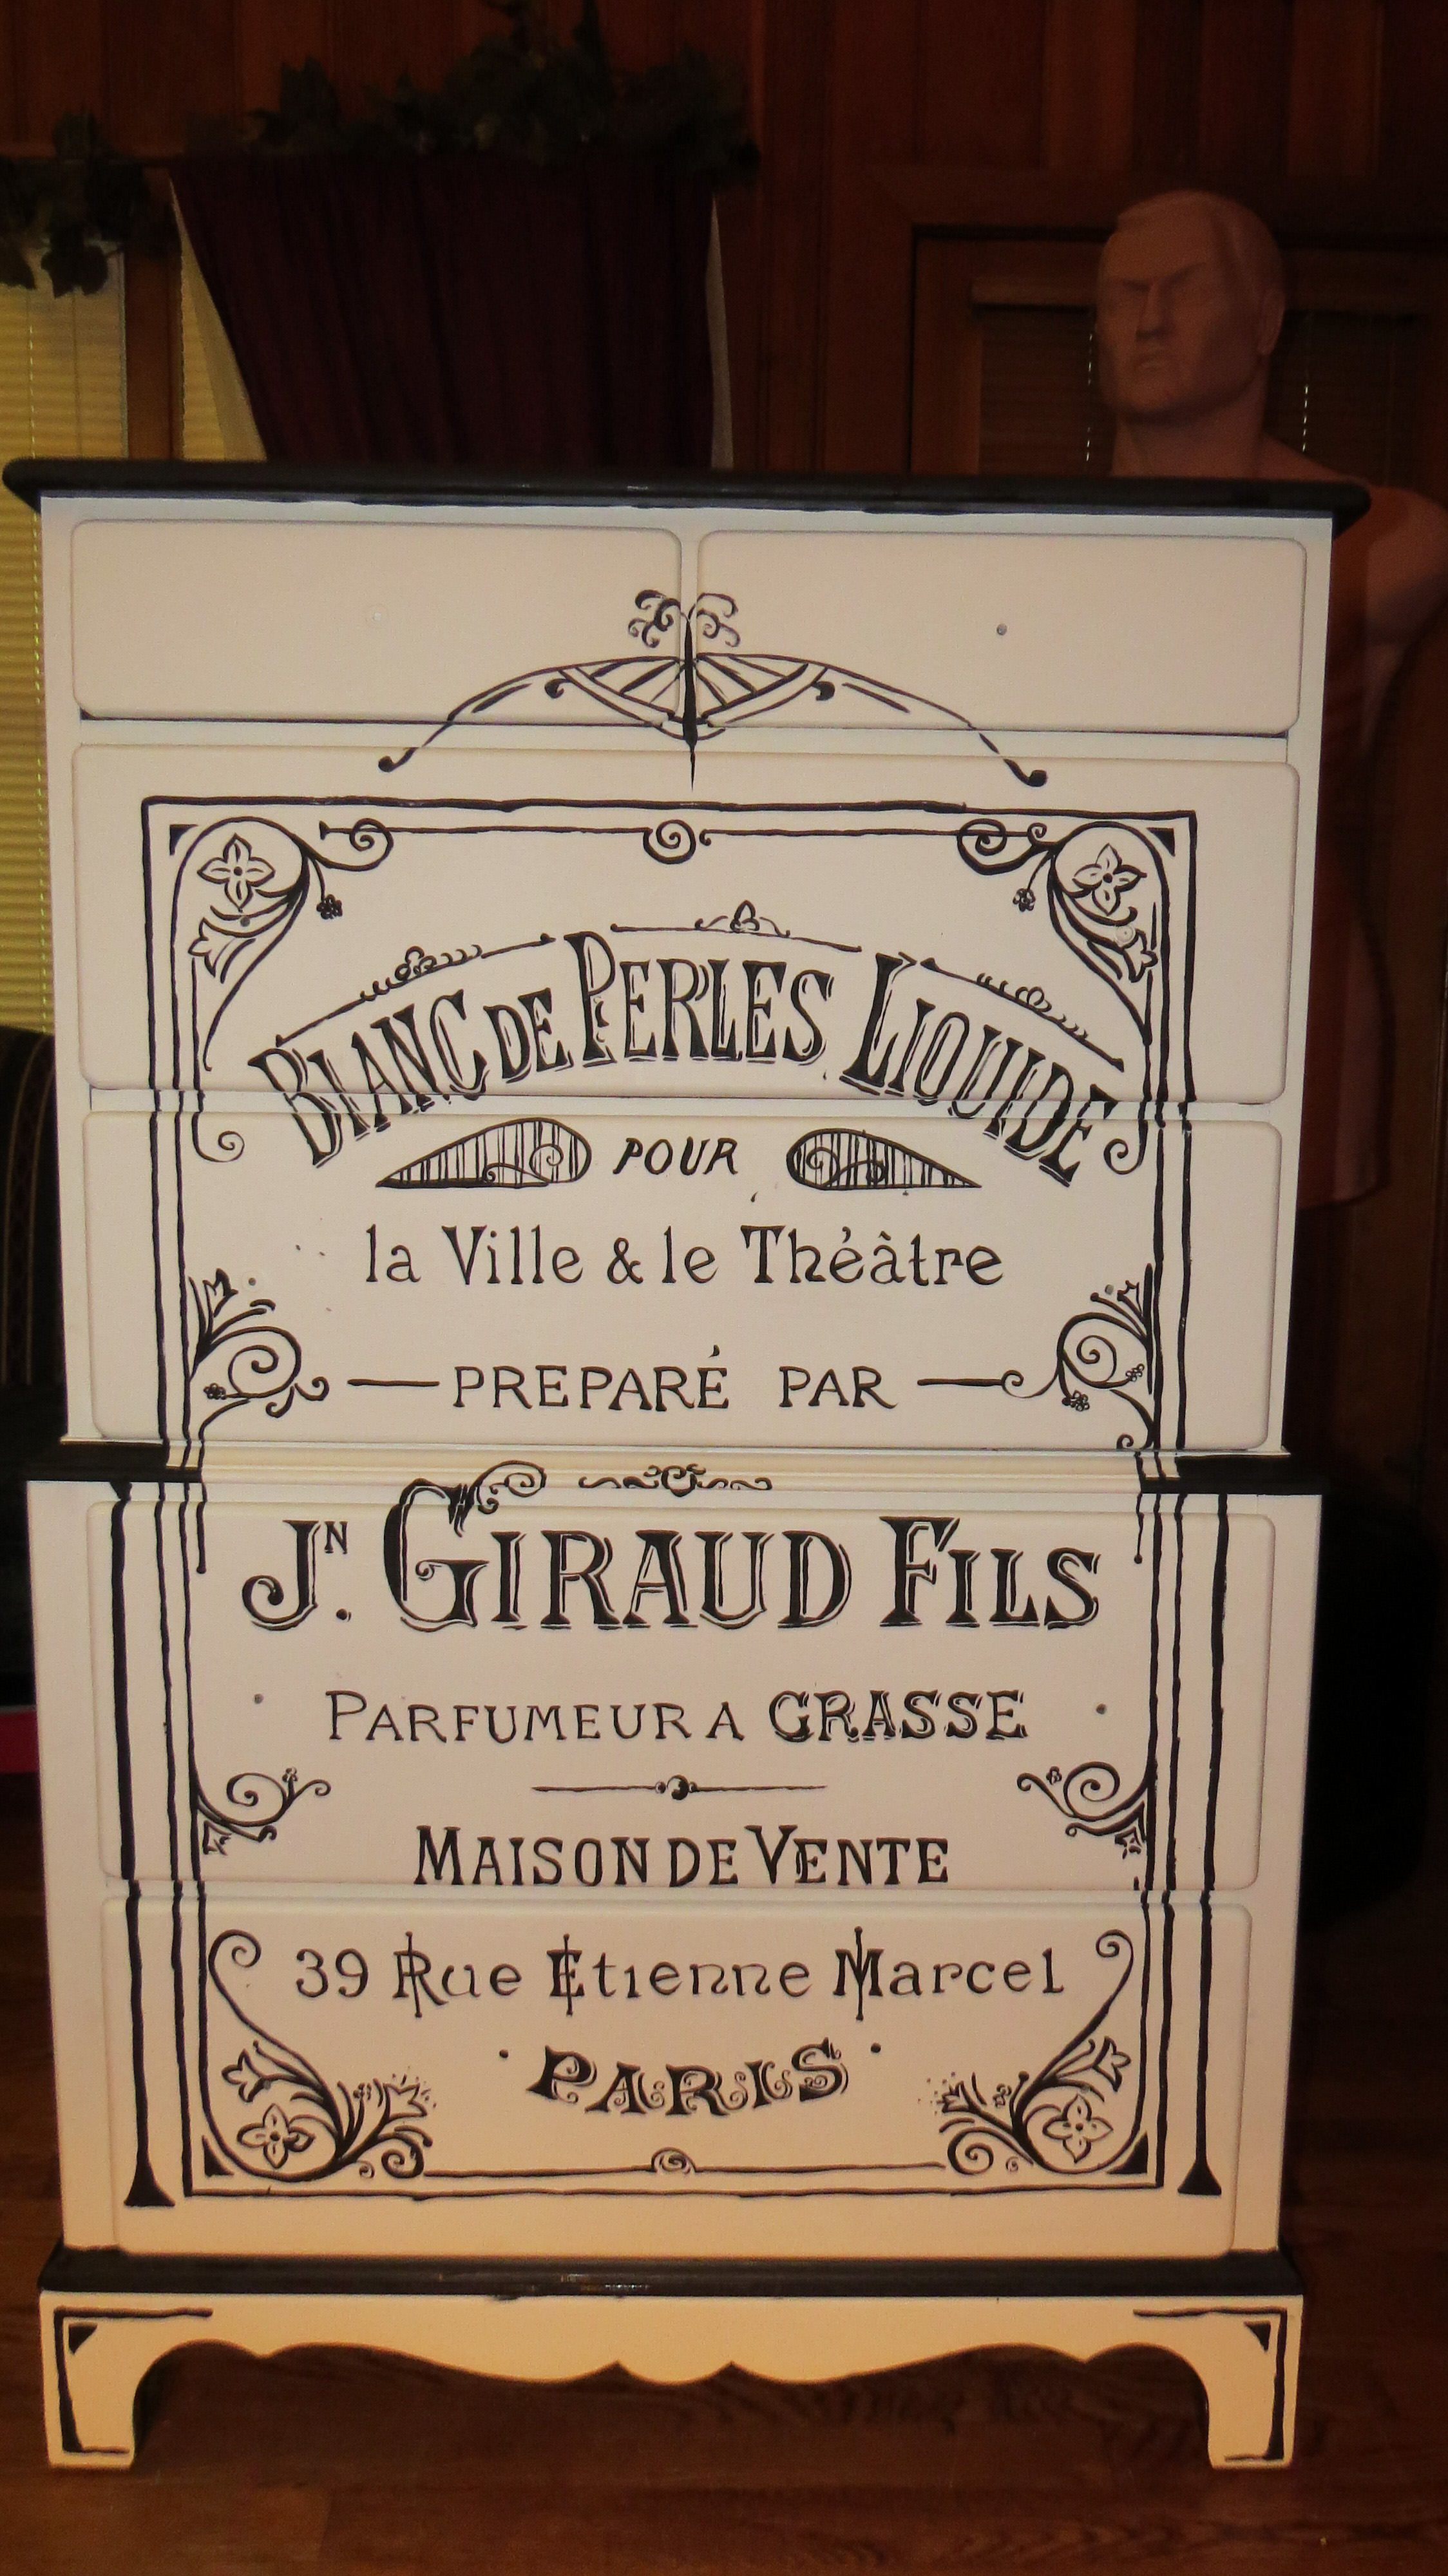 BLANC DE PERLES LIQUIDE
POUR
la Ville & le Théâtre
PREPARÉ PAR
JN. GIRAUD FILS
PARFUMEUR A GRASSE
MAISON DE VENTE
39 Rue Etienne Marcel
PARIS